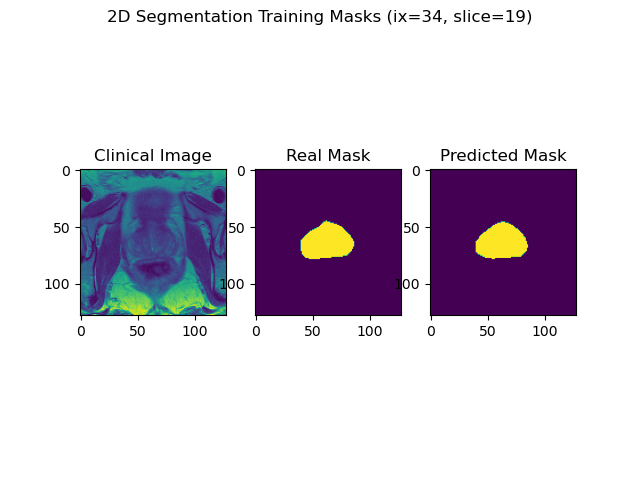 2D Segmentation Training Masks (ix=34, slice=19)
Clinical Image Real Mask Predicted Mask
0 0 0
50 50 50
100 100 100
0 50 100 0 50 100 0 50 100